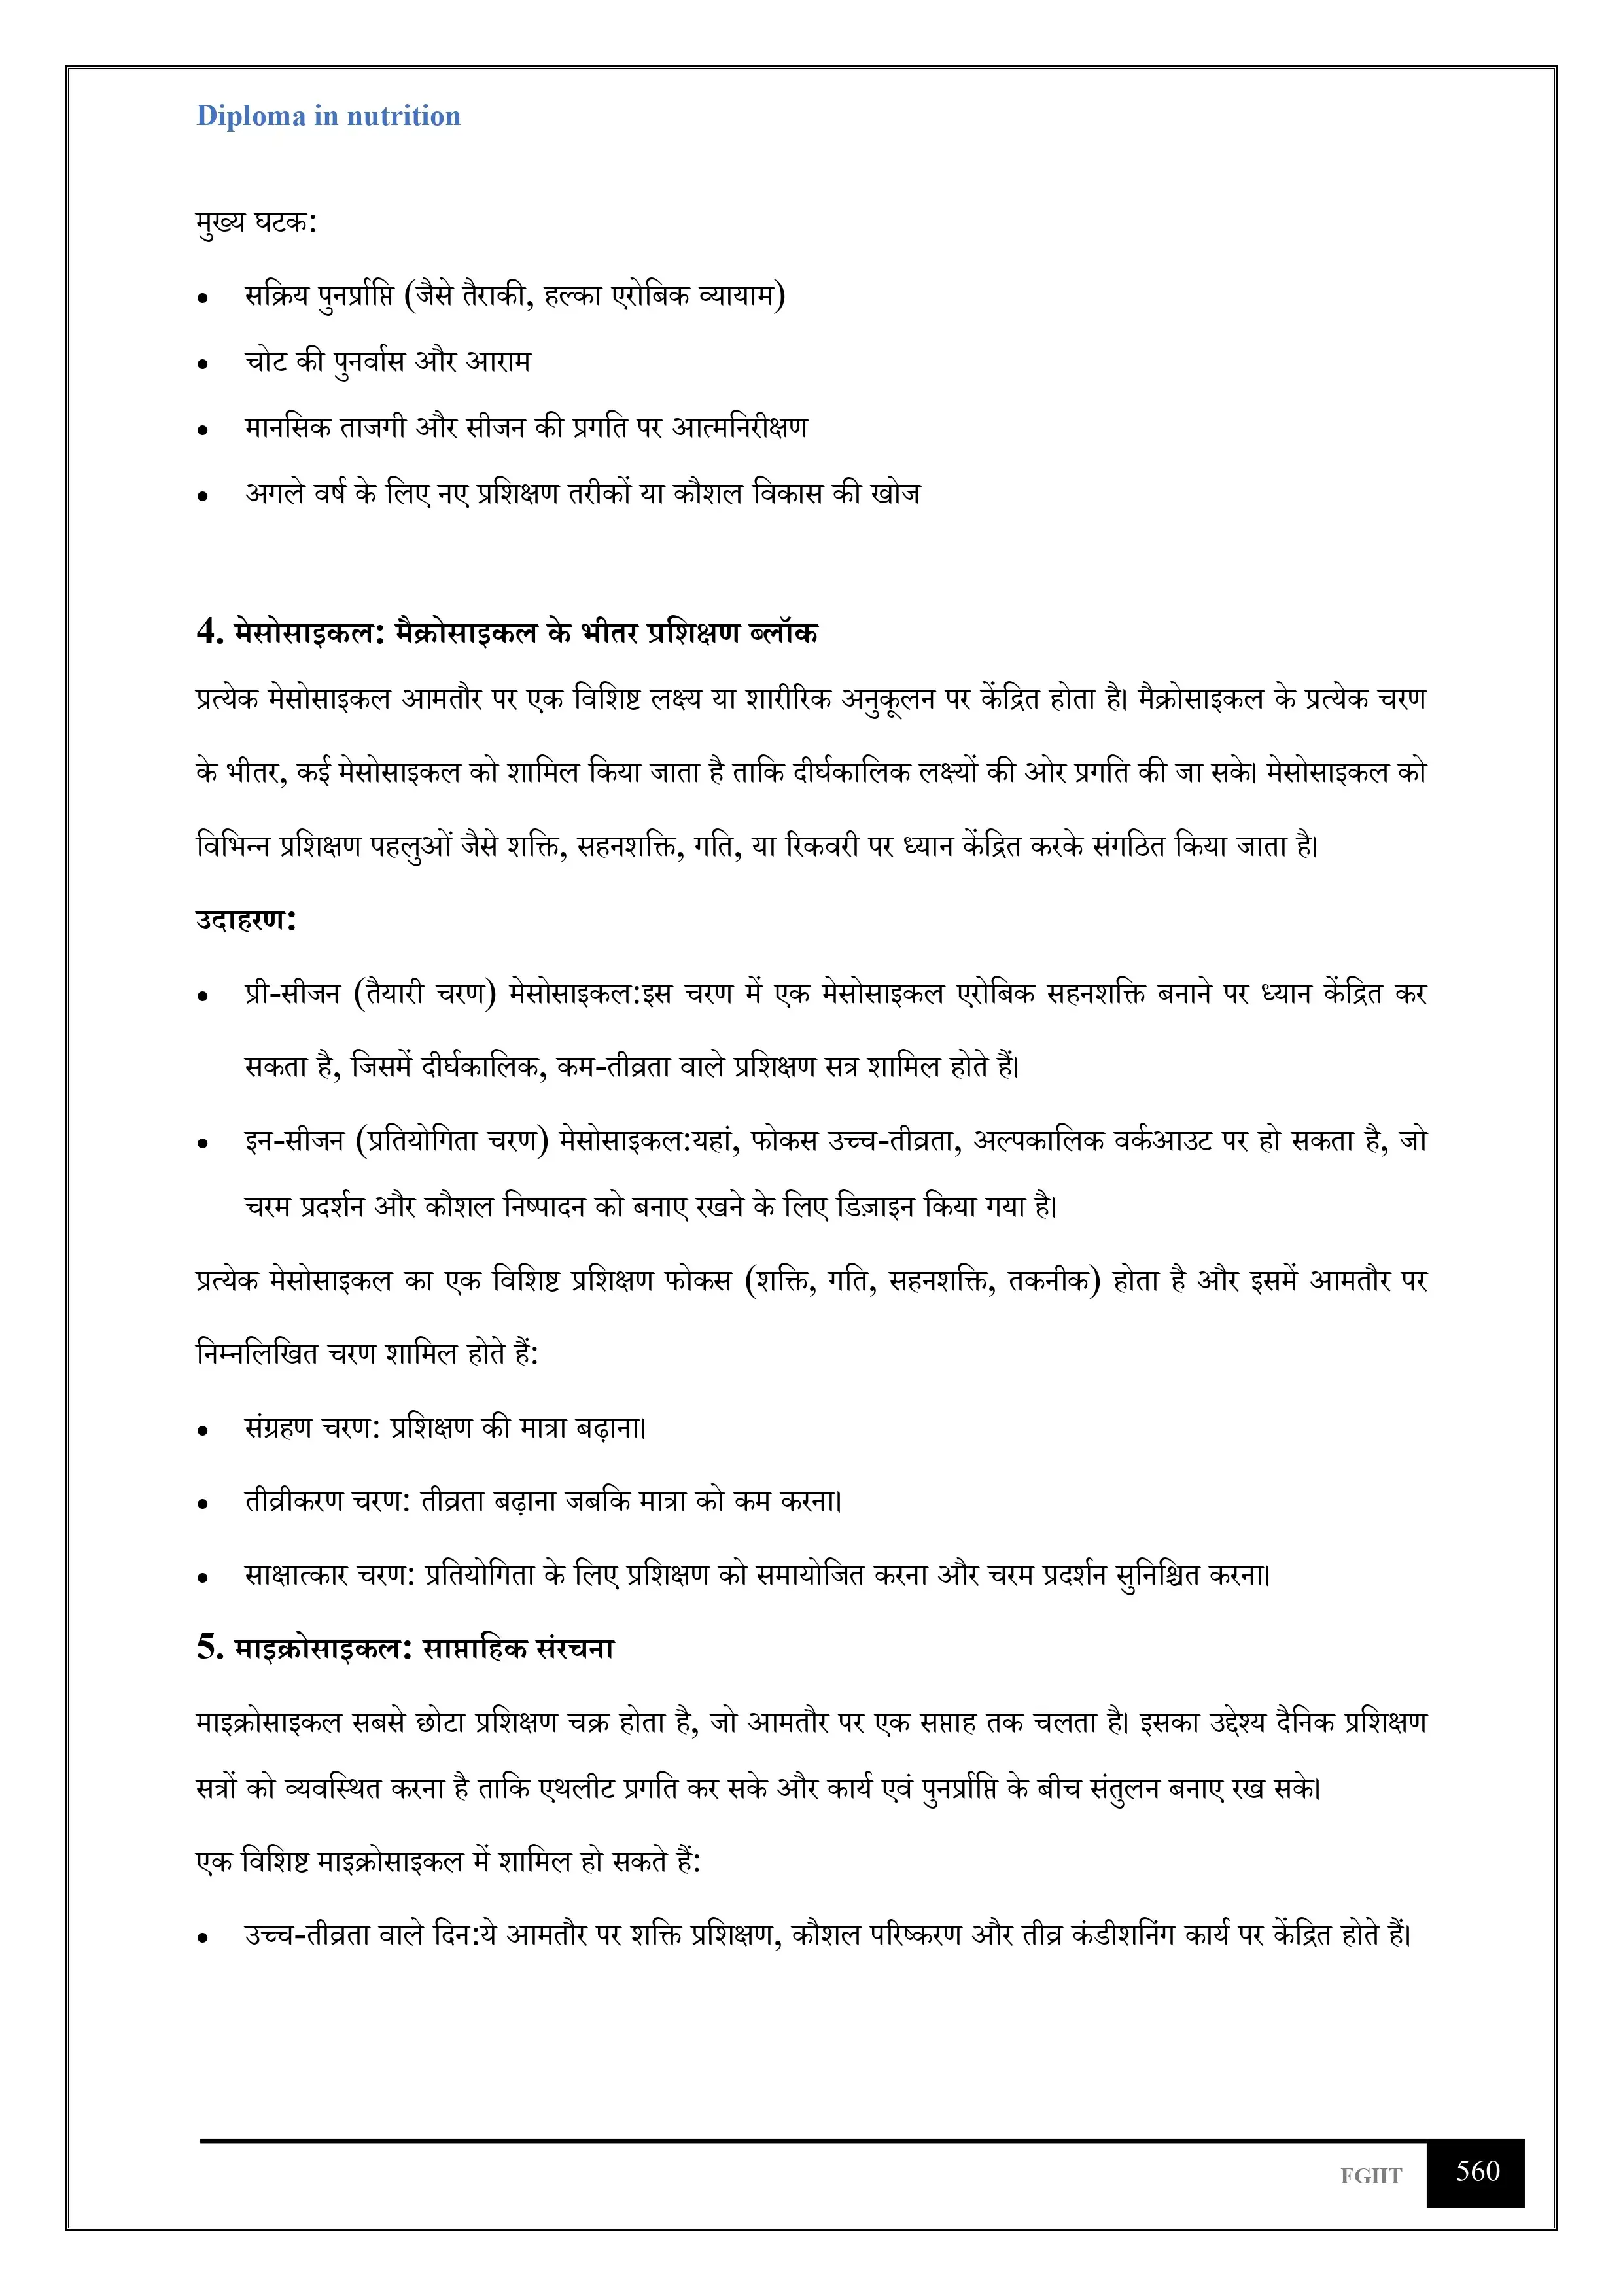 Diploma in nutrition
मुख्य घटक:
• सक्रिय पुनर्प्राप्ति (जैसे तैराकी, हल्का एरोबिक व्यायाम)
• चोट की पुनर्वास और आराम
• मानसिक ताजगी और सीजन की प्रगति पर आत्मनिरीक्षण
• अगले वर्ष के लिए नए प्रशिक्षण तरीकों या कौशल विकास की खोज
4. मेसोसाइकल: मैक्रोसाइकल के भीतर प्रशिक्षण ब्लॉक
प्रत्येक मेसोसाइकल आमतौर पर एक विशिष्ट लक्ष्य या शारीरिक अनुकूलन पर केंद्रित होता है। मैक्रोसाइकल के प्रत्येक चरण
के भीतर, कई मेसोसाइकल को शामिल किया जाता है ताकि दीर्घकालिक लक्ष्यों की ओर प्रगति की जा सके। मेसोसाइकल को
विभिन्न प्रशिक्षण पहलुओं जैसे शक्ति, सहनशक्ति, गति, या रिकवरी पर ध्यान केंद्रित करके संगठित किया जाता है।
उदाहरण:
• प्री-सीजन (तैयारी चरण) मेसोसाइकल:इस चरण में एक मेसोसाइकल एरोबिक सहनशक्ति बनाने पर ध्यान केंद्रित कर
सकता है, जिसमें दीर्घकालिक, कम-तीव्रता वाले प्रशिक्षण सत्र शामिल होते हैं।
• इन-सीजन (प्रतियोगिता चरण) मेसोसाइकल:यहां, फोकस उच्च-तीव्रता, अल्पकालिक वर्कआउट पर हो सकता है, जो
चरम प्रदर्शन और कौशल निष्पादन को बनाए रखने के लिए डिज़ाइन किया गया है।
प्रत्येक मेसोसाइकल का एक विशिष्ट प्रशिक्षण फोकस (शक्ति, गति, सहनशक्ति, तकनीक) होता है और इसमें आमतौर पर
निम्नलिखित चरण शामिल होते हैं:
• संग्रहण चरण: प्रशिक्षण की मात्रा बढ़ाना।
• तीव्रीकरण चरण: तीव्रता बढ़ाना जबकि मात्रा को कम करना।
• साक्षात्कार चरण: प्रतियोगिता के लिए प्रशिक्षण को समायोजित करना और चरम प्रदर्शन सुनिश्चित करना।
5. माइक्रोसाइकल: साप्ताहिक संरचना
माइक्रोसाइकल सबसे छोटा प्रशिक्षण चक्र होता है, जो आमतौर पर एक सप्ताह तक चलता है। इसका उद्देश्य दैनिक प्रशिक्षण
सत्रों को व्यवस्थित करना है ताकि एथलीट प्रगति कर सके और कार्य एवं पुनर्प्राप्ति के बीच संतुलन बनाए रख सके।
एक विशिष्ट माइक्रोसाइकल में शामिल हो सकते हैं:
• उच्च-तीव्रता वाले दिन:ये आमतौर पर शक्ति प्रशिक्षण, कौशल परिष्करण और तीव्र कंडीशनिंग कार्य पर केंद्रित होते हैं।
FGIIT 560